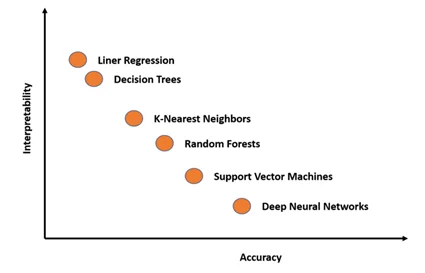 Liner Regression
Decision Trees
K-Nearest Neighbors
Random Forests
Support Vector Machines
Deep Neural Networks
Interpretability
Accuracy